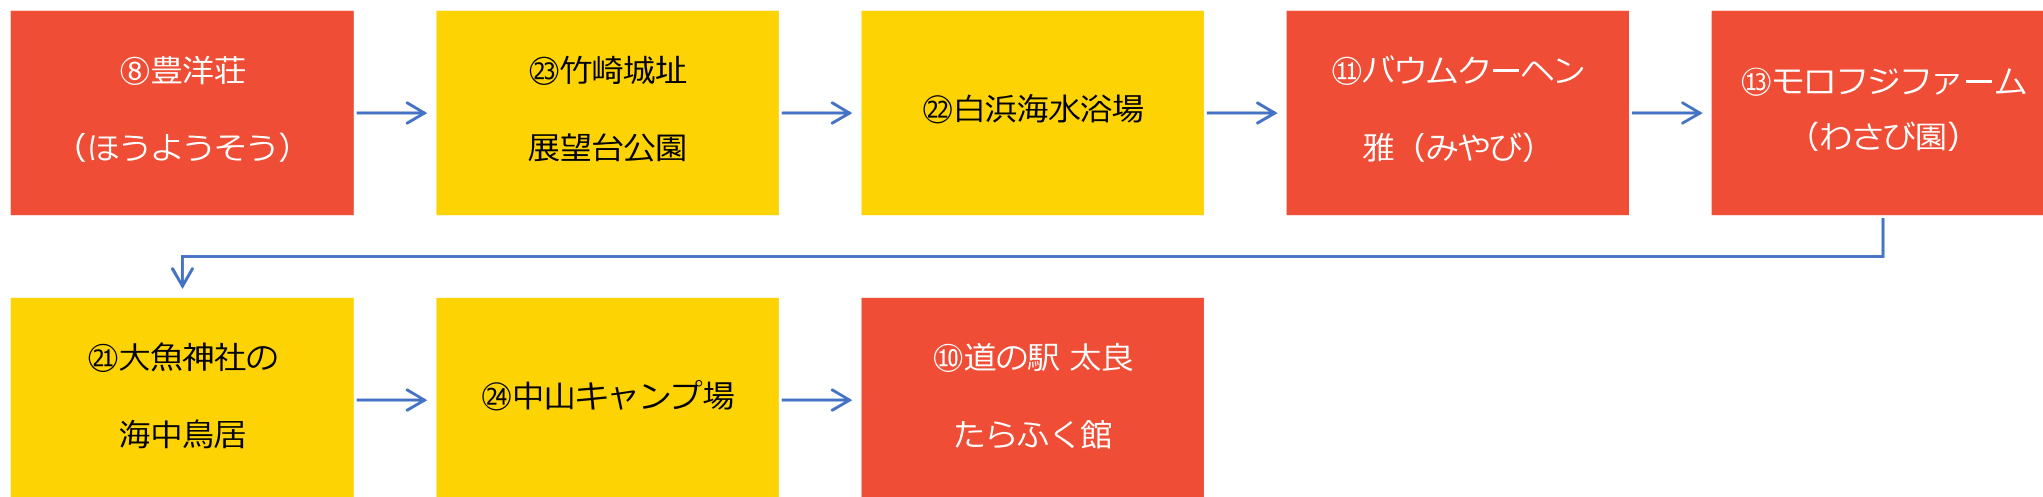 ⑧豊洋荘
（ほうようそう）
㉓竹崎城址
展望台公園
㉒白浜海水浴場
⑪バウムクーヘン
雅（みやび）
⑬モロフジファーム
（わさび園）
㉑大魚神社の
海中鳥居
㉔中山キャンプ場
⑩道の駅 太良
たらふく館